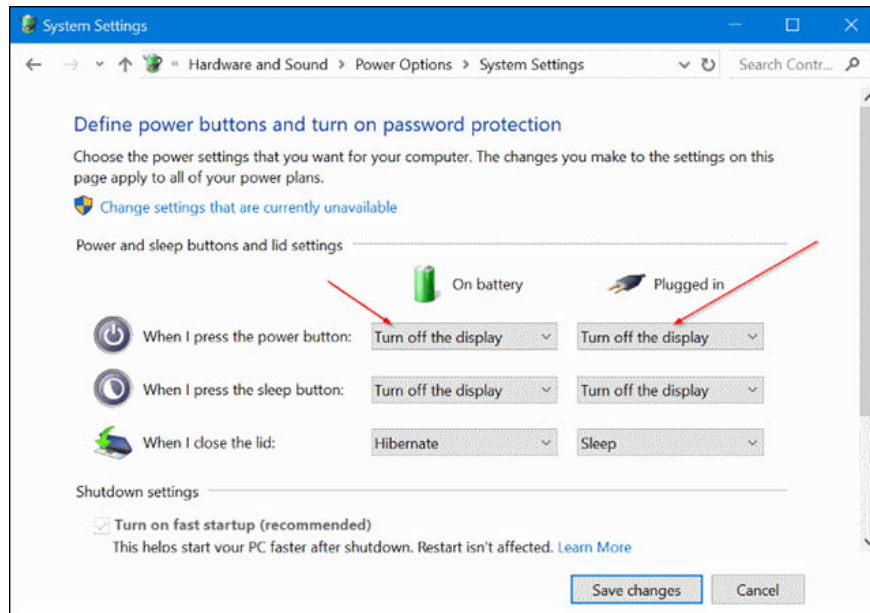 System Settings
« Hardware and Sound > Power Options > System Settings
Search Contr...
Define power buttons and turn on password protection
Choose the power settings that you want for your computer. The changes you make to the settings on this
page apply to all of your power plans.
Change settings that are currently unavailable
Power and sleep buttons and lid settings
On battery
Plugged in
When I press the power button:
Turn off the display
Turn off the display
When I press the sleep button:
Turn off the display
Turn off the display
When I close the lid:
Hibernate
Sleep
Shutdown settings
Turn on fast startup (recommended)
This helps start your PC faster after shutdown. Restart isn't affected. Learn More
Save changes
Cancel